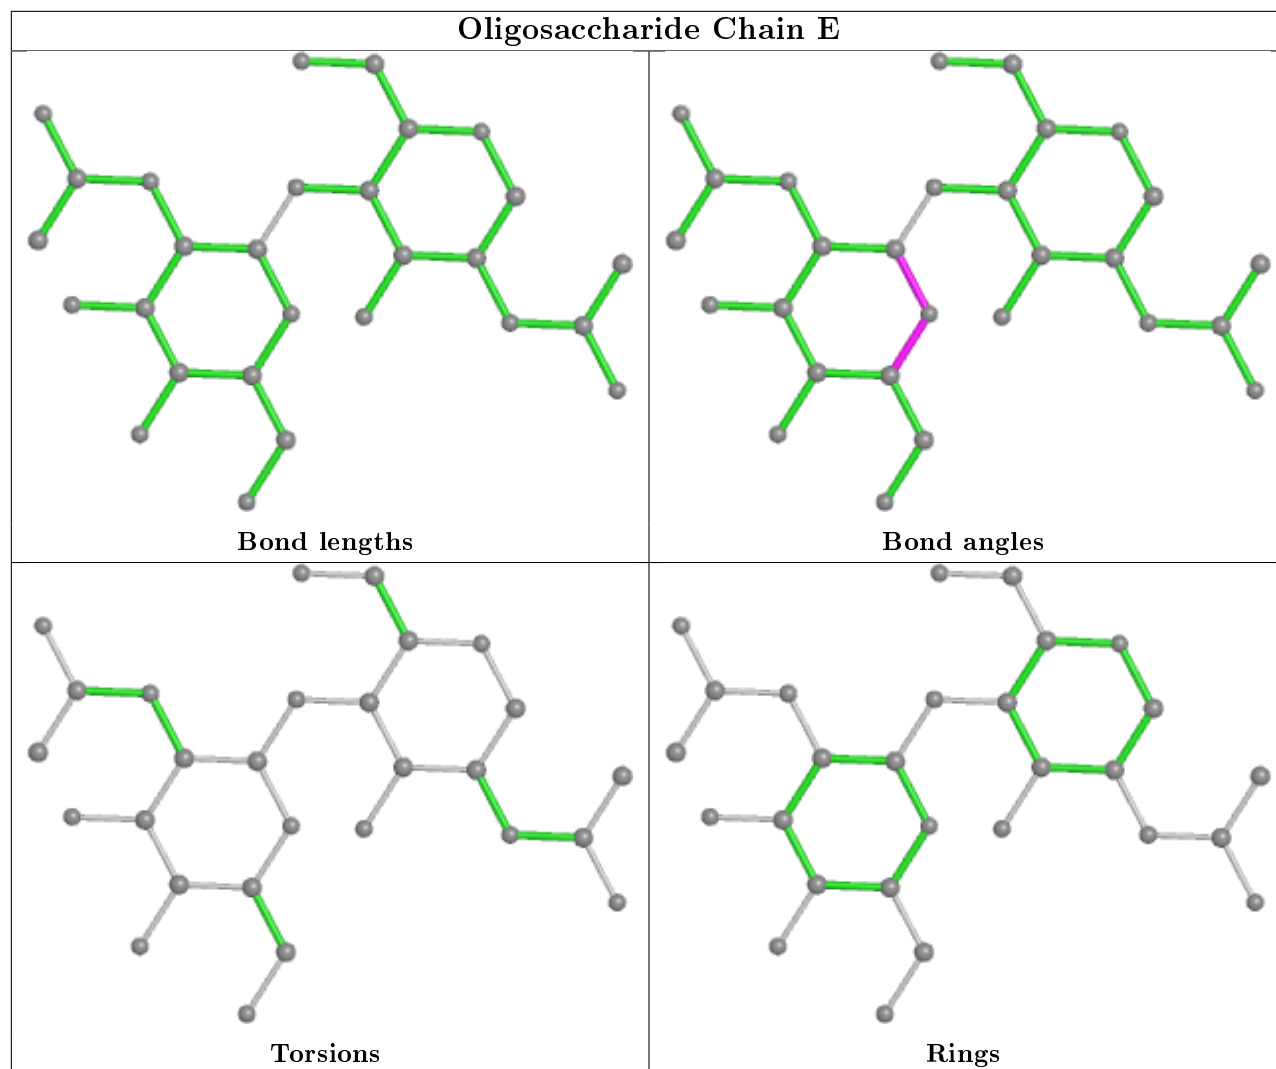 Oligosaccharide Chain E
Bond lengths
Bond angles
Torsions
Rings